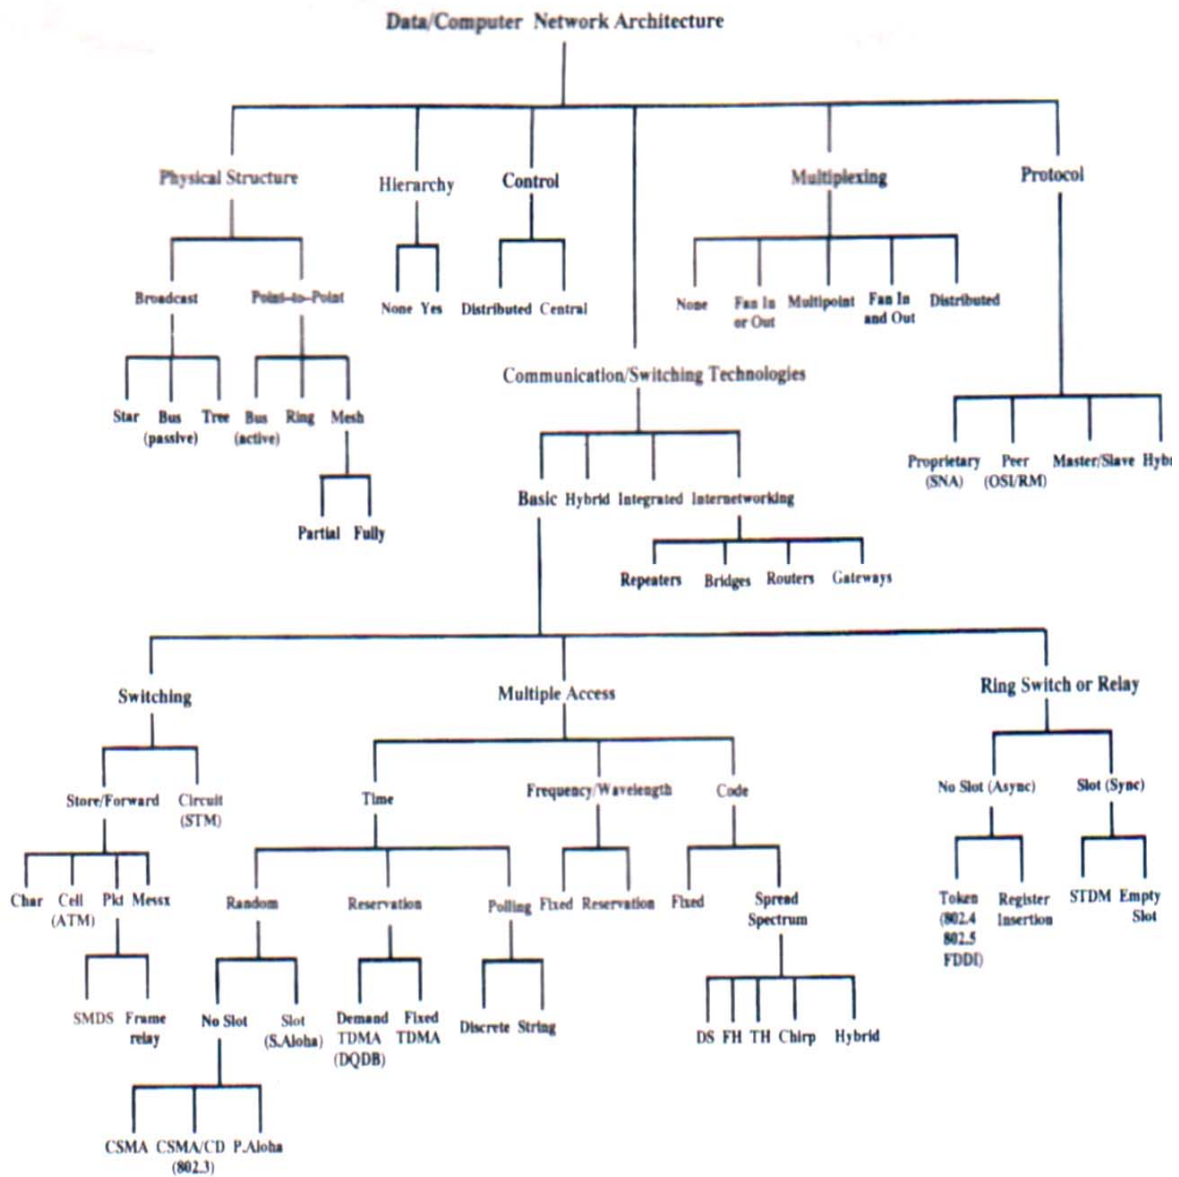 Data/Computer Network Architecture
Physical Structure
Hierarchy
Control
Multiplexing
Protocol
Broadcast
Point-to-Point
None Yes
Distributed Central
None
Fan In
or Out
Multipoint
Fan In
and Out
Distributed
Communication/Switching Technologies
Star
Bus
(passive)
Tree
Bus
(active)
Ring
Mesh
Partial Fully
Proprietary
(SNA)
Peer
(OSI/RM)
Master/Slave
Hyb
Basic Hybrid Integrated Internetworking
Repeaters Bridges Routers Gateways
Switching
Multiple Access
Ring Switch or Relay
Store/Forward
Circuit
(STM)
Time
Frequency/Wavelength
Code
No Slot (Async)
Slot (Sync)
Char
Cell
(ATM)
Pkt
Messx
Random
Reservation
Polling
Fixed Reservation
Fixed
Spread
Spectrum
Token
(802.4
802.5
FDDI)
Register
Insertion
STDM
Empty
Slot
SMDS
Frame
relay
No Slot
Slot
(S.Aloha)
Demand
TDMA
(DQDB)
Fixed
TDMA
Discrete String
DS FH TH Chirp Hybrid
CSMA
CSMA/CD
(802.3)
P.Aloha